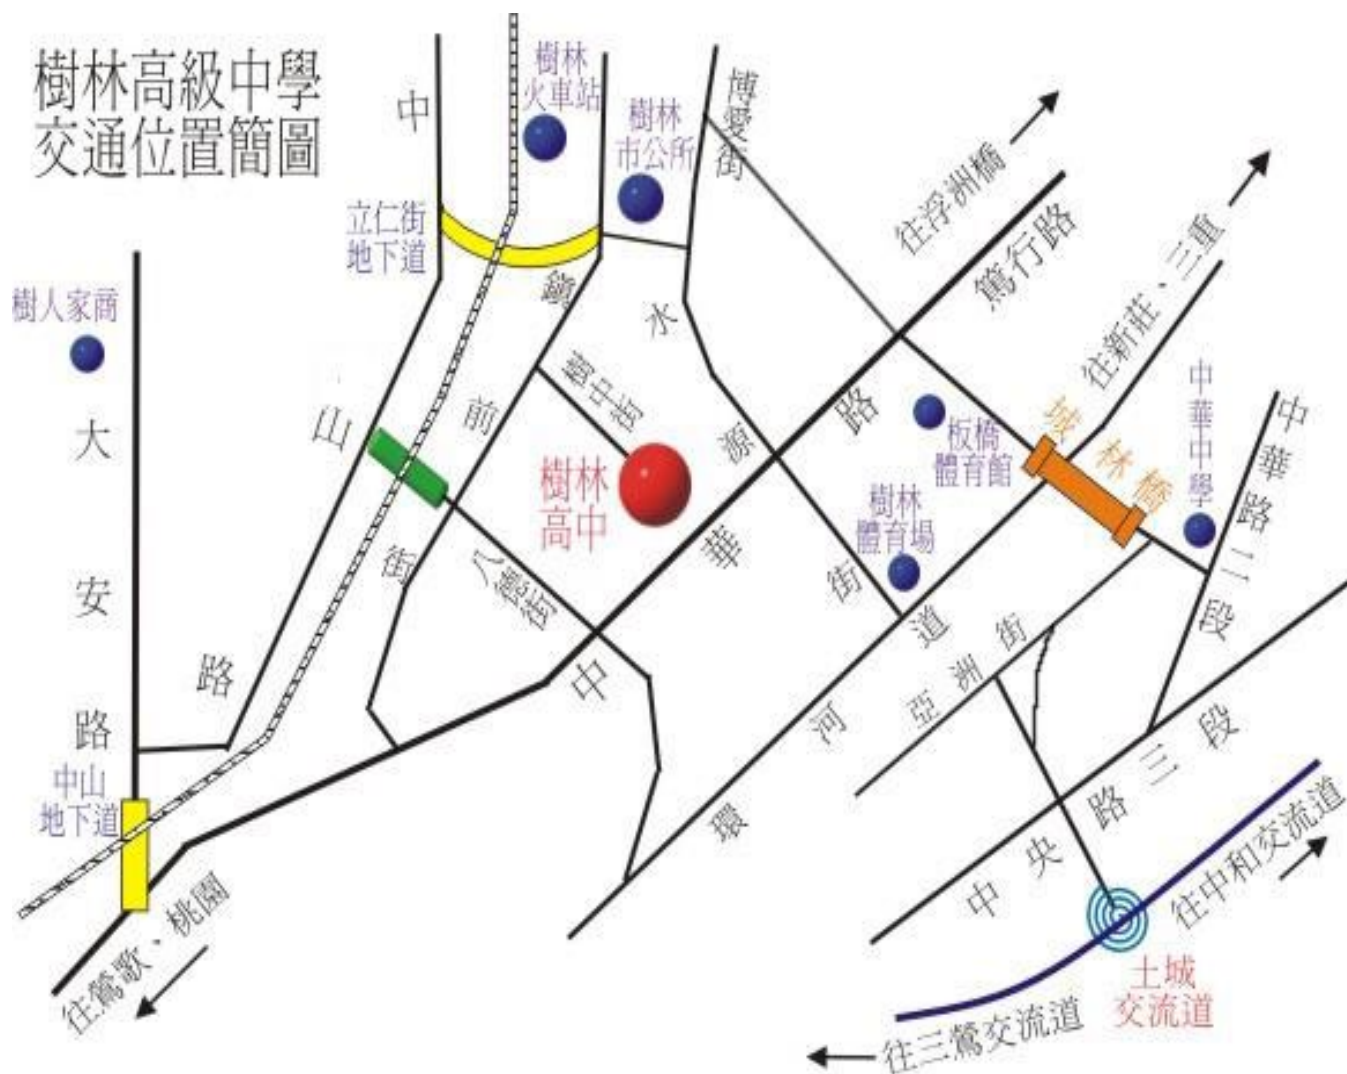 樹林高級中學
交通位置簡圖
樹林
火車站
樹林
市公所
博愛街
中山路
立仁街
地下道
樹人家商
大安路
中山
地下道
往鶯歌、桃園
鎮前街
樹中街
樹林
高中
八德街
水源街
中華路
篤行路
往浮洲橋
往新莊、三重
板橋
體育館
樹林
體育場
城林橋
中華中學
中華路二段
環河道
亞洲街
中央路三段
往中和交流道
土城
交流道
往三鶯交流道